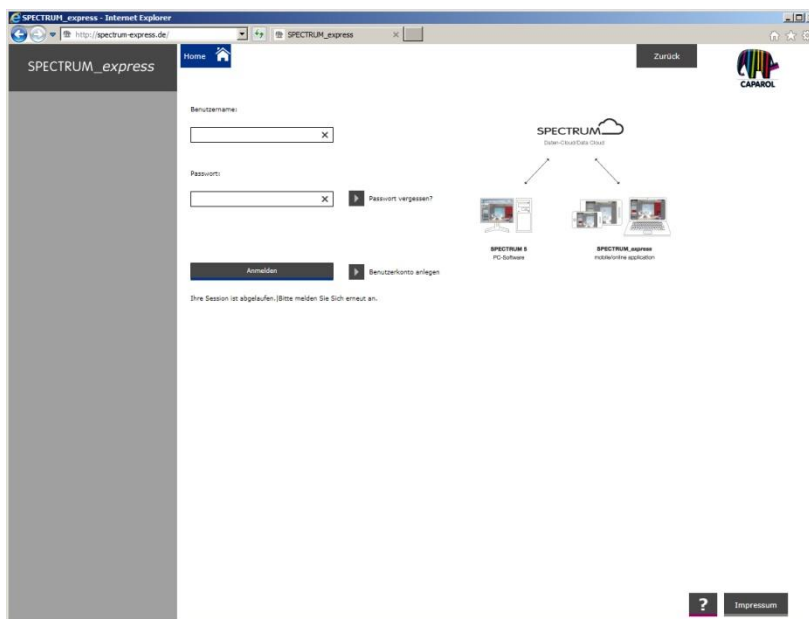 SPECTRUM_express - Internet Explorer
http://spectrum-express.de/
SPECTRUM_express
SPECTRUM_express
Home
Zurück
CAPAROL
Benutzername:
Passwort:
Passwort vergessen?
Anmelden
Benutzerkonto anlegen
Ihre Session ist abgelaufen.|Bitte melden Sie Sich erneut an.
SPECTRUM
Daten-Cloud/Data Cloud
SPECTRUM 5
PC-Software
SPECTRUM_express
mobile/online application
?
Impressum